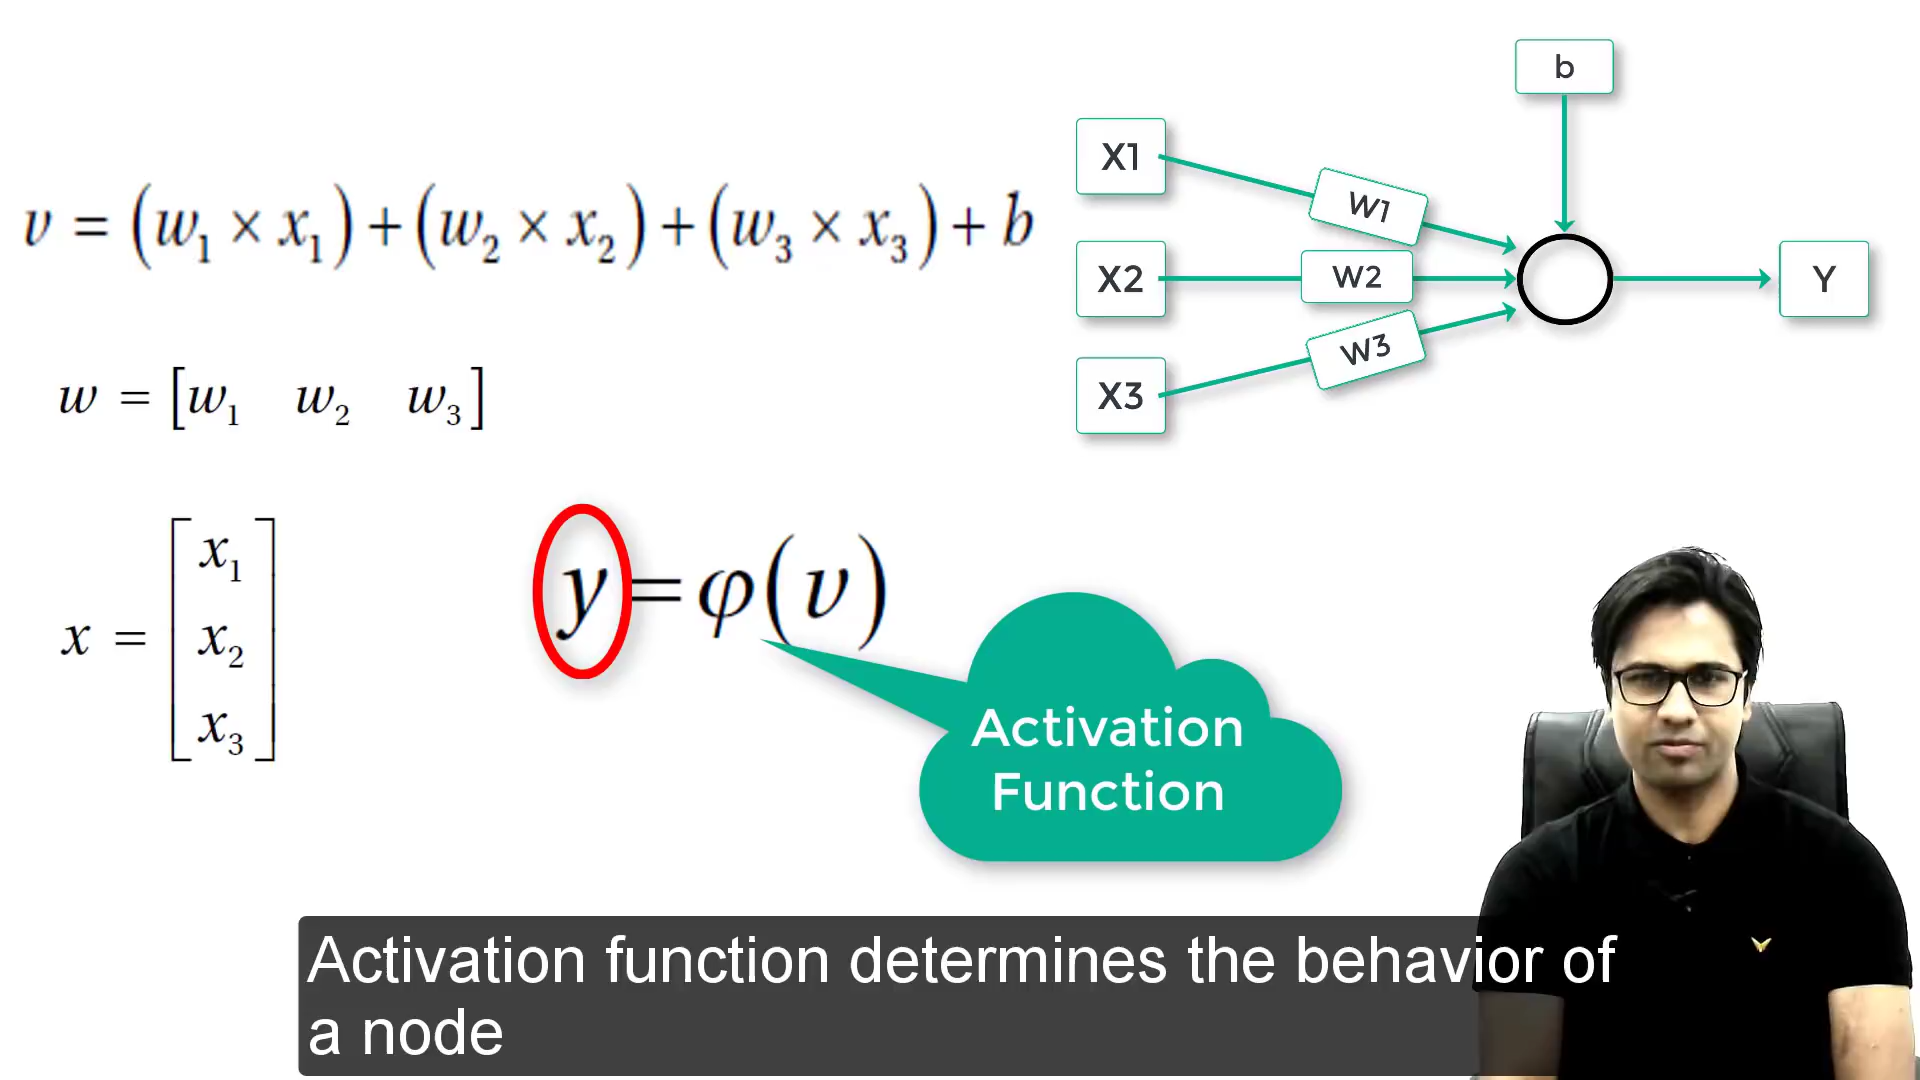 b
X1
W1
v = (w₁ × x₁) + (w₂ × x₂) + (w₃ × x₃) + b
X2
W2
Y
W3
X3
w = [w₁ w₂ w₃]
x = [x₁
x₂
x₃]
y = φ(v)
Activation
Function
Activation function determines the behavior of
a node